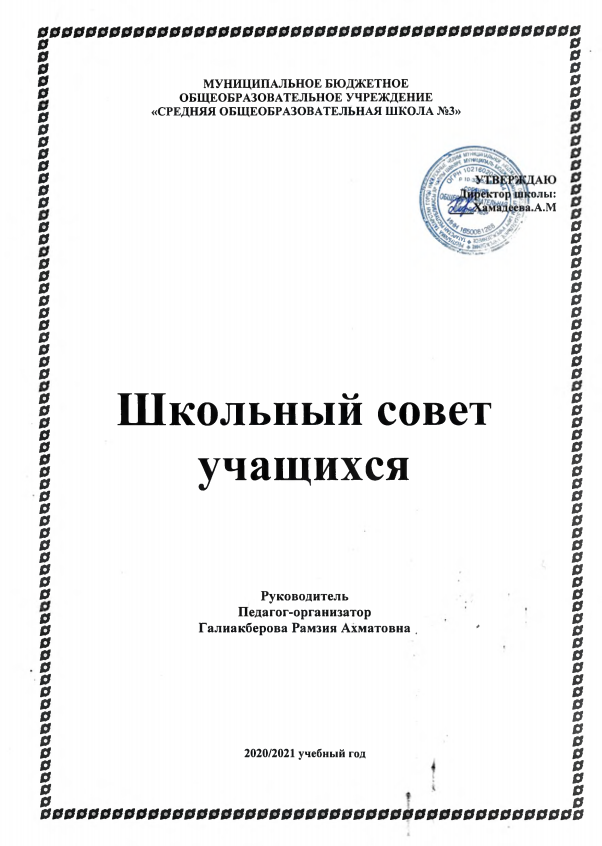 МУНИЦИПАЛЬНОЕ БЮДЖЕТНОЕ
ОБЩЕОБРАЗОВАТЕЛЬНОЕ УЧРЕЖДЕНИЕ
«СРЕДНЯЯ ОБЩЕОБРАЗОВАТЕЛЬНАЯ ШКОЛА №3»
УТВЕРЖДАЮ
Директор школы:
Хамадеева.А.М
Школьный совет
учащихся
Руководитель
Педагог-организатор
Галиакберова Рамзия Ахматовна
2020/2021 учебный год